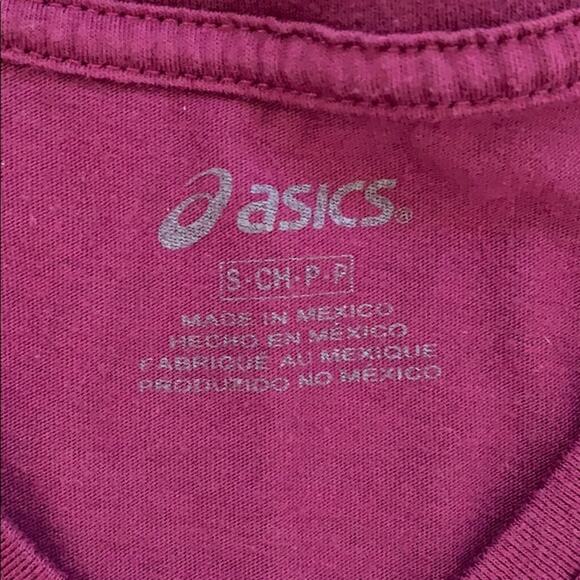 asics®
S·CH·P·P
MADE IN MEXICO
HECHO EN MÉXICO
FABRIQUÉ AU MEXIQUE
PRODUZIDO NO MÉXICO